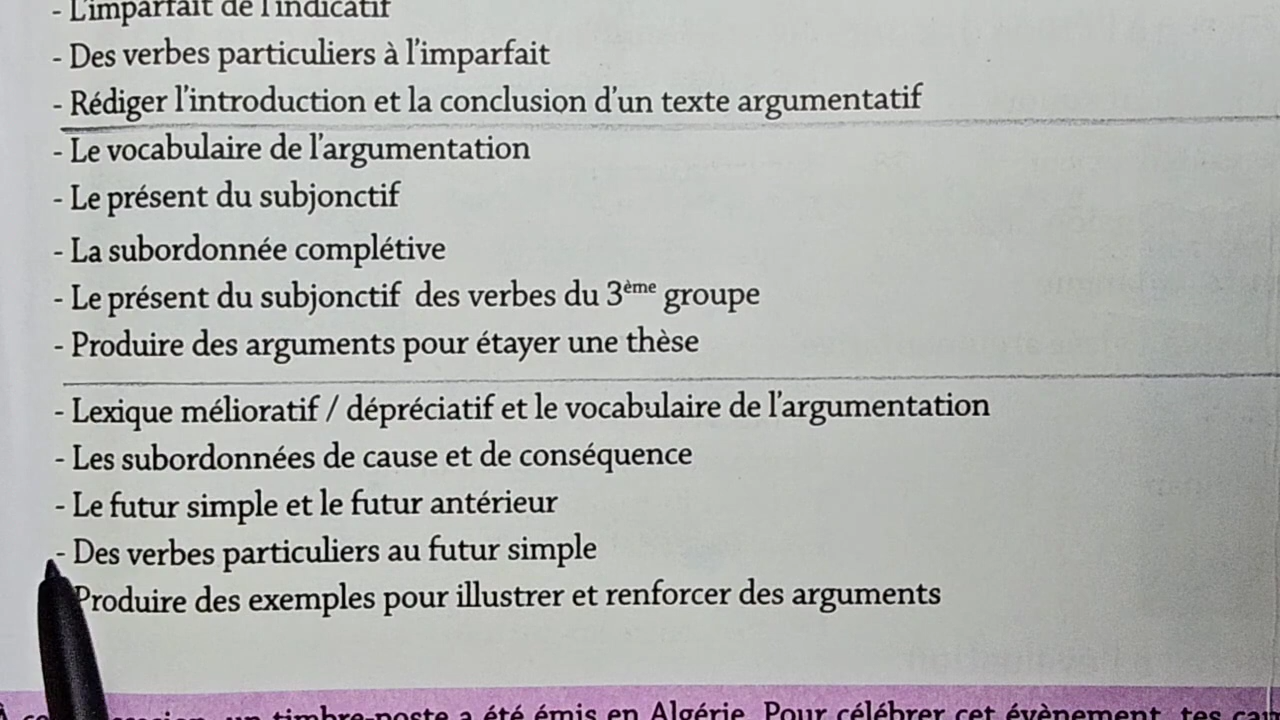 - L'imparfait de l'indicatif
- Des verbes particuliers à l'imparfait
- Rédiger l'introduction et la conclusion d'un texte argumentatif
- Le vocabulaire de l'argumentation
- Le présent du subjonctif
- La subordonnée complétive
- Le présent du subjonctif des verbes du 3ème groupe
- Produire des arguments pour étayer une thèse
- Lexique mélioratif / dépréciatif et le vocabulaire de l'argumentation
- Les subordonnées de cause et de conséquence
- Le futur simple et le futur antérieur
- Des verbes particuliers au futur simple
Produire des exemples pour illustrer et renforcer des arguments
À un timbre-poste a été émis en Algérie. Pour célébrer cet évènement, tes